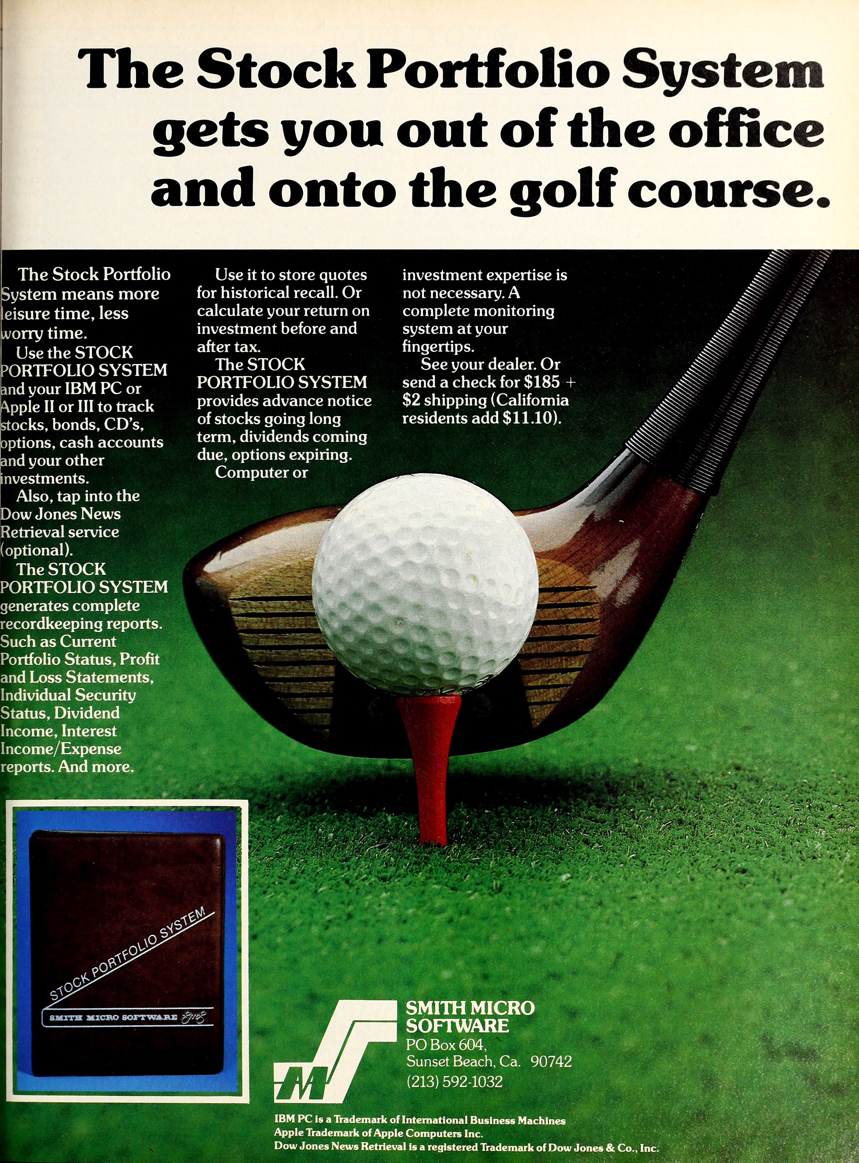 The Stock Portfolio System
gets you out of the office
and onto the golf course.
The Stock Portfolio
System means more
leisure time, less
worry time.
Use the STOCK
PORTFOLIO SYSTEM
and your IBM PC or
Apple II or III to track
stocks, bonds, CD's,
options, cash accounts
and your other
investments.
Also, tap into the
Dow Jones News
Retrieval service
(optional).
The STOCK
PORTFOLIO SYSTEM
generates complete
recordkeeping reports.
Such as Current
Portfolio Status, Profit
and Loss Statements,
Individual Security
Status, Dividend
Income, Interest
Income/Expense
reports. And more.
Use it to store quotes
for historical recall. Or
calculate your return on
investment before and
after tax.
The STOCK
PORTFOLIO SYSTEM
provides advance notice
of stocks going long
term, dividends coming
due, options expiring.
Computer or
investment expertise is
not necessary. A
complete monitoring
system at your
fingertips.
See your dealer. Or
send a check for $185 +
$2 shipping (California
residents add $11.10).
STOCK PORTFOLIO SYSTEM
SMITH MICRO SOFTWARE
M
SMITH MICRO
SOFTWARE
PO Box 604,
Sunset Beach, Ca. 90742
(213) 592-1032
IBM PC is a Trademark of International Business Machines
Apple Trademark of Apple Computers Inc.
Dow Jones News Retrieval is a registered Trademark of Dow Jones & Co., Inc.